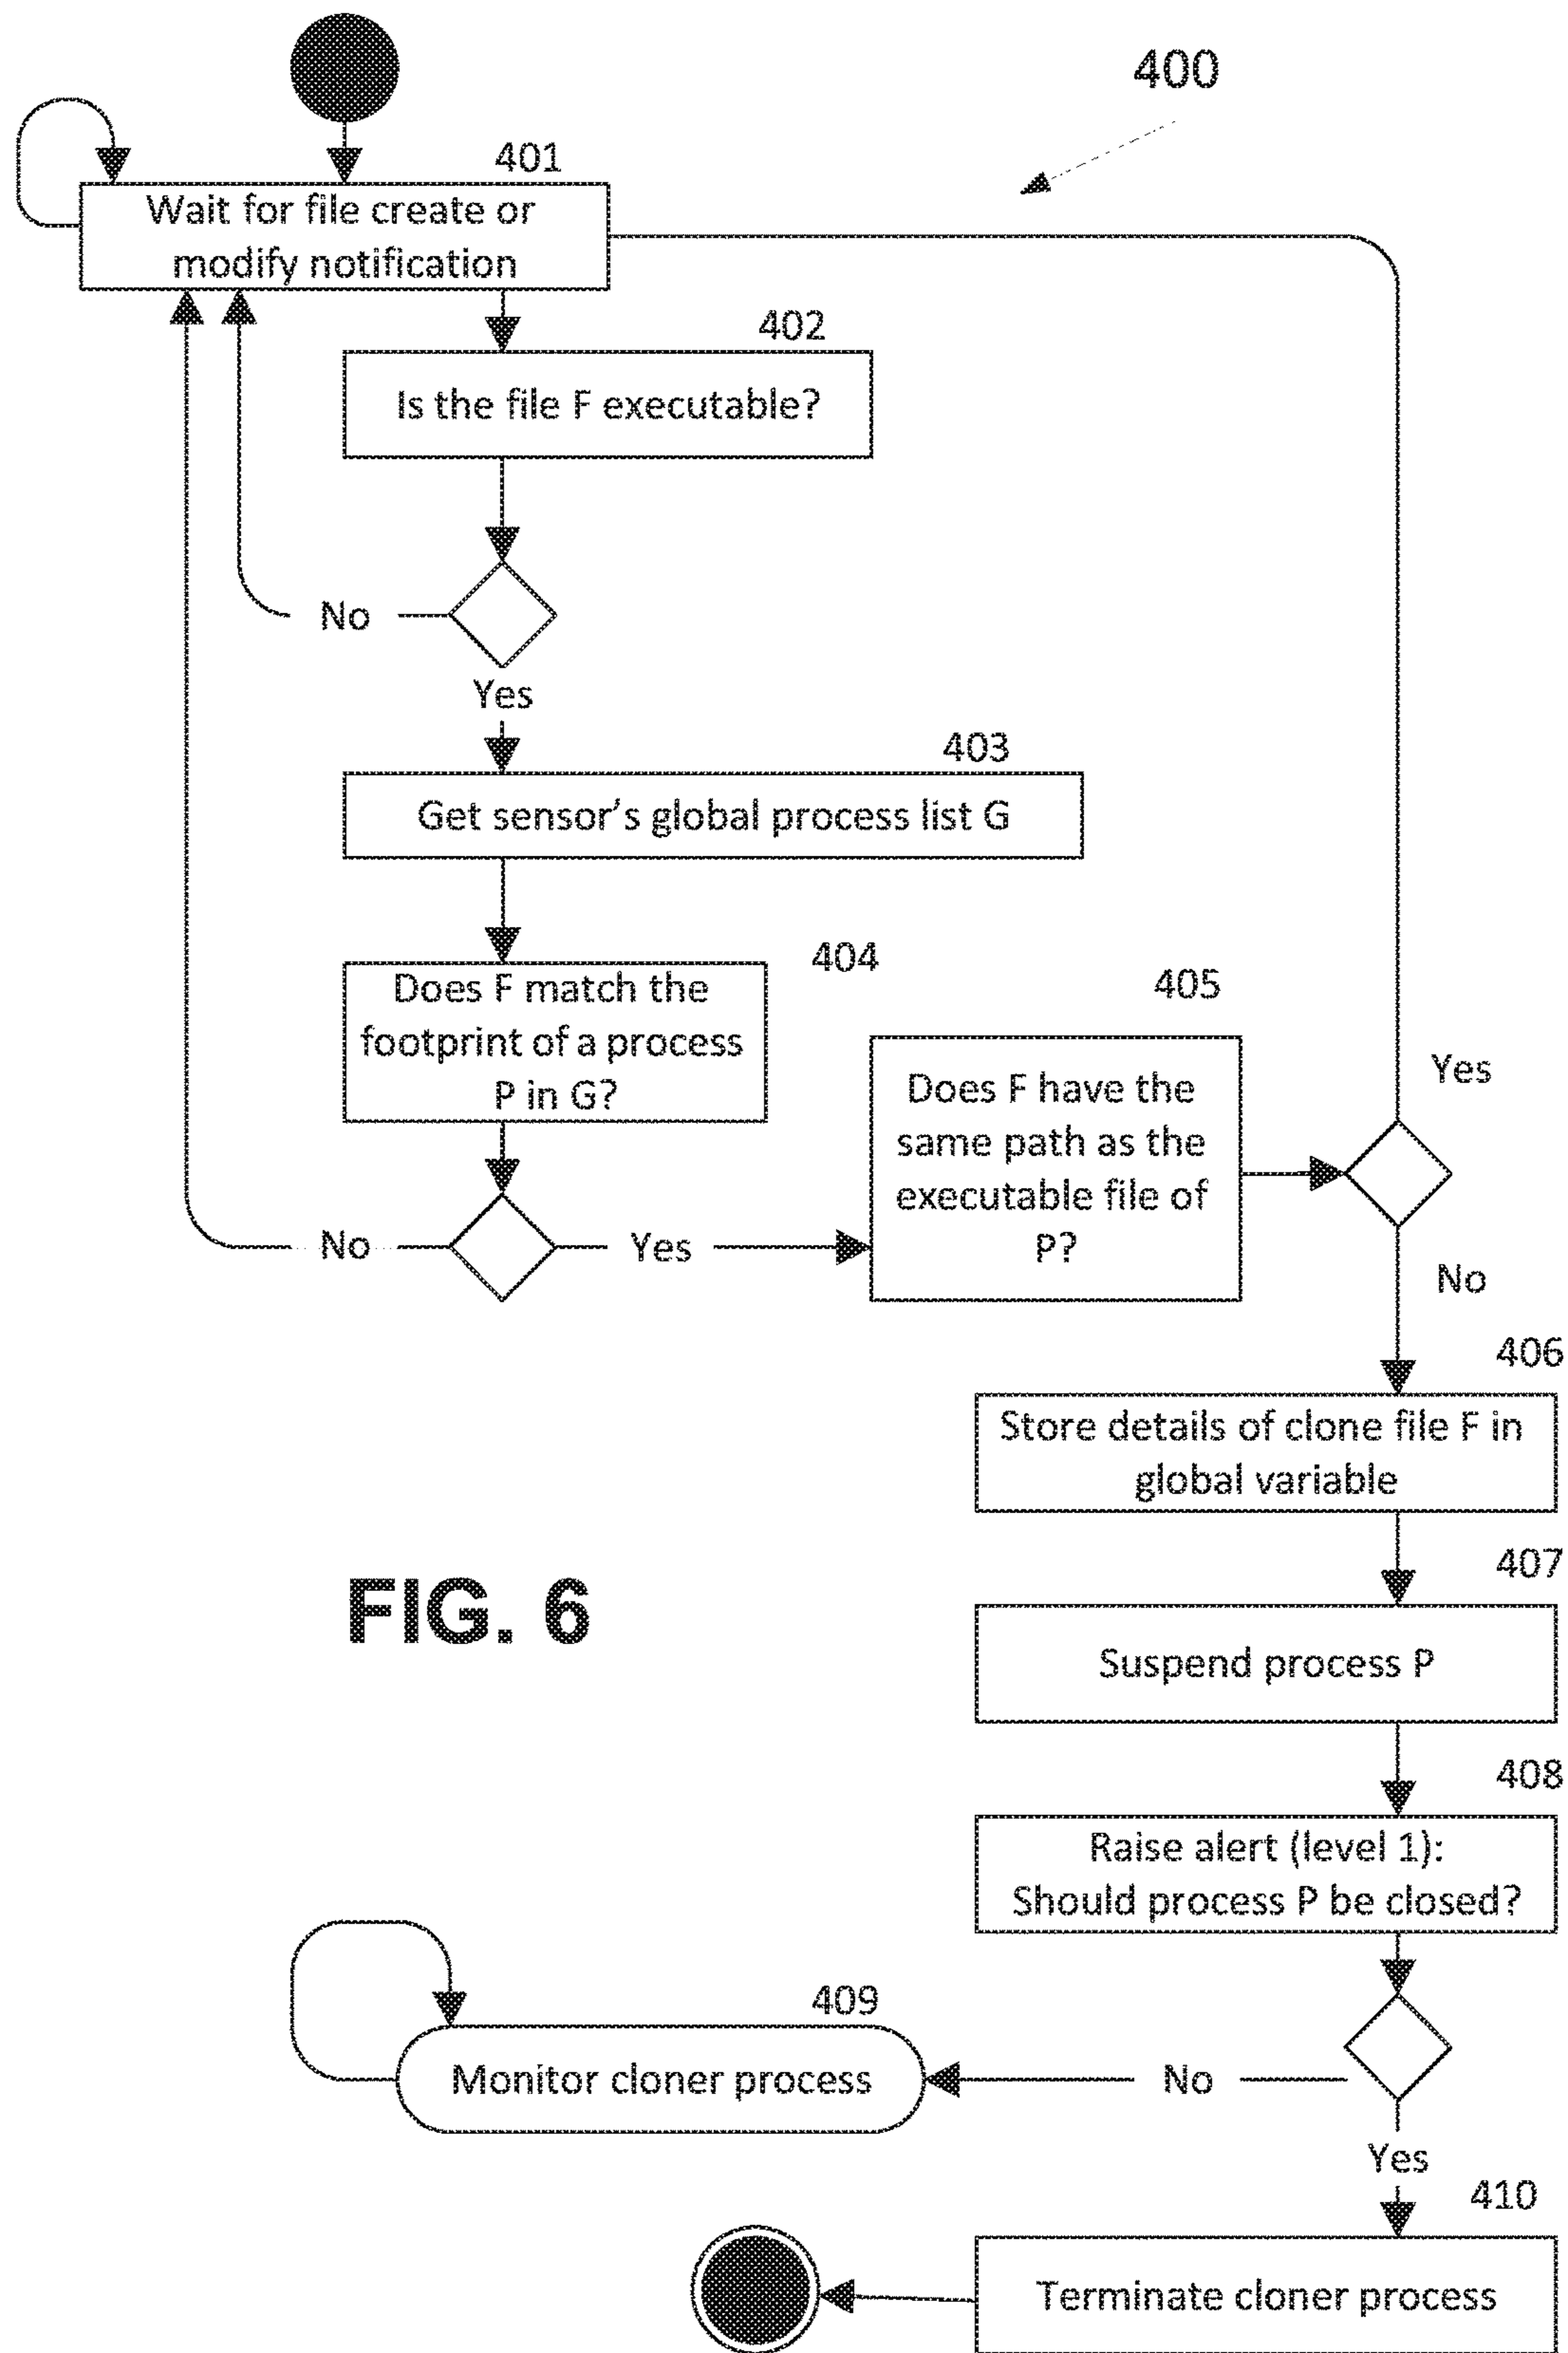 400
401
Wait for file create or
modify notification
402
Is the file F executable?
No
Yes
403
Get sensor's global process list G
404
Does F match the
footprint of a process
P in G?
405
Does F have the
same path as the
executable file of
P?
Yes
No
Yes
No
406
Store details of clone file F in
global variable
407
Suspend process P
FIG. 6
408
Raise alert (level 1):
Should process P be closed?
409
Monitor cloner process
No
Yes
410
Terminate cloner process